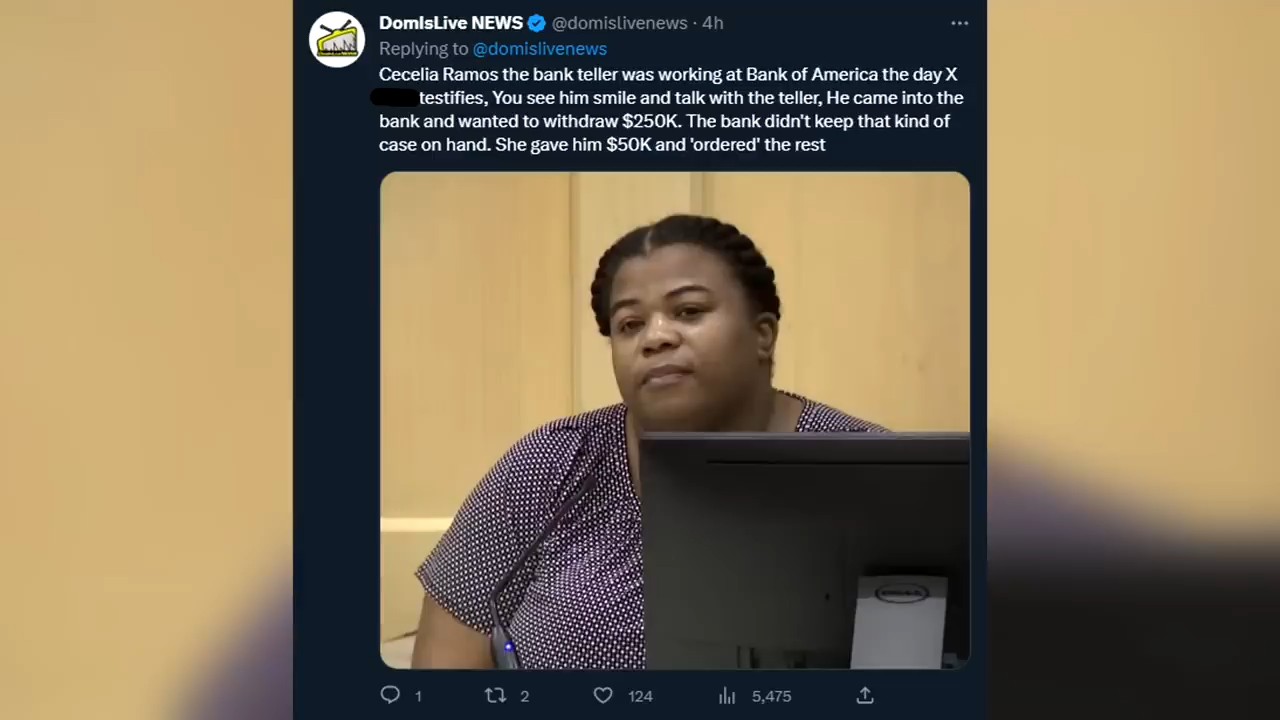 DomIsLive NEWS @domislivenews · 4h
Replying to @domislivenews
Cecelia Ramos the bank teller was working at Bank of America the day X
testifies, You see him smile and talk with the teller, He came into the
bank and wanted to withdraw $250K. The bank didn't keep that kind of
case on hand. She gave him $50K and 'ordered' the rest
1 2 124 5,475